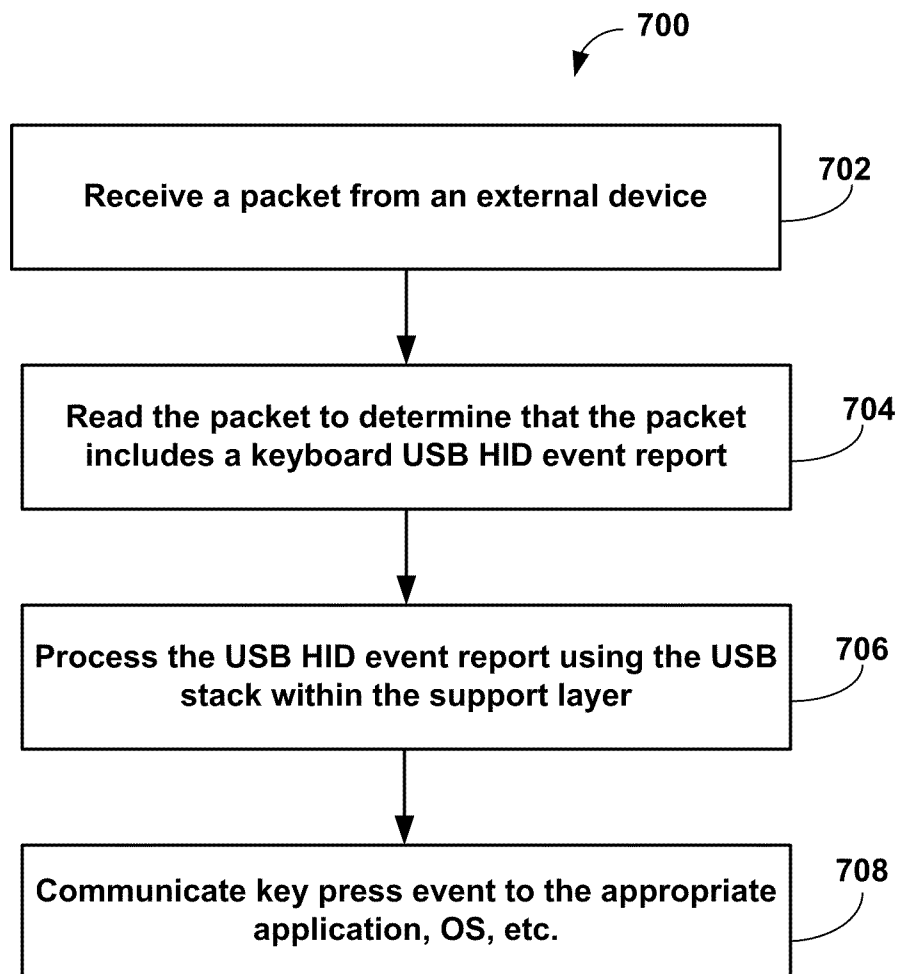 700
Receive a packet from an external device
702
Read the packet to determine that the packet
includes a keyboard USB HID event report
704
Process the USB HID event report using the USB
stack within the support layer
706
Communicate key press event to the appropriate
application, OS, etc.
708